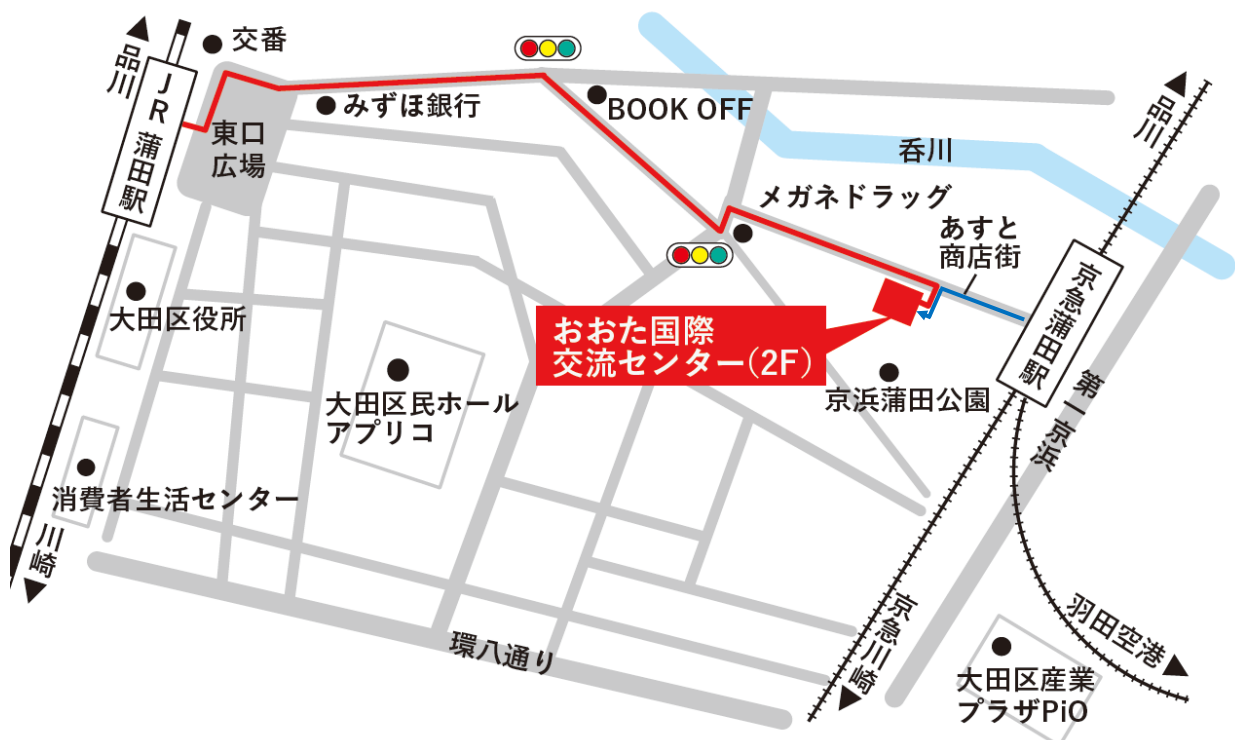 品川
交番
JR蒲田駅
東口
広場
みずほ銀行
BOOK OFF
呑川
品川
メガネドラッグ
あすと
商店街
京急蒲田駅
大田区役所
おおた国際
交流センター(2F)
京浜蒲田公園
第一京浜
大田区民ホール
アプリコ
消費者生活センター
川崎
環八通り
京急川崎
羽田空港
大田区産業
プラザPiO